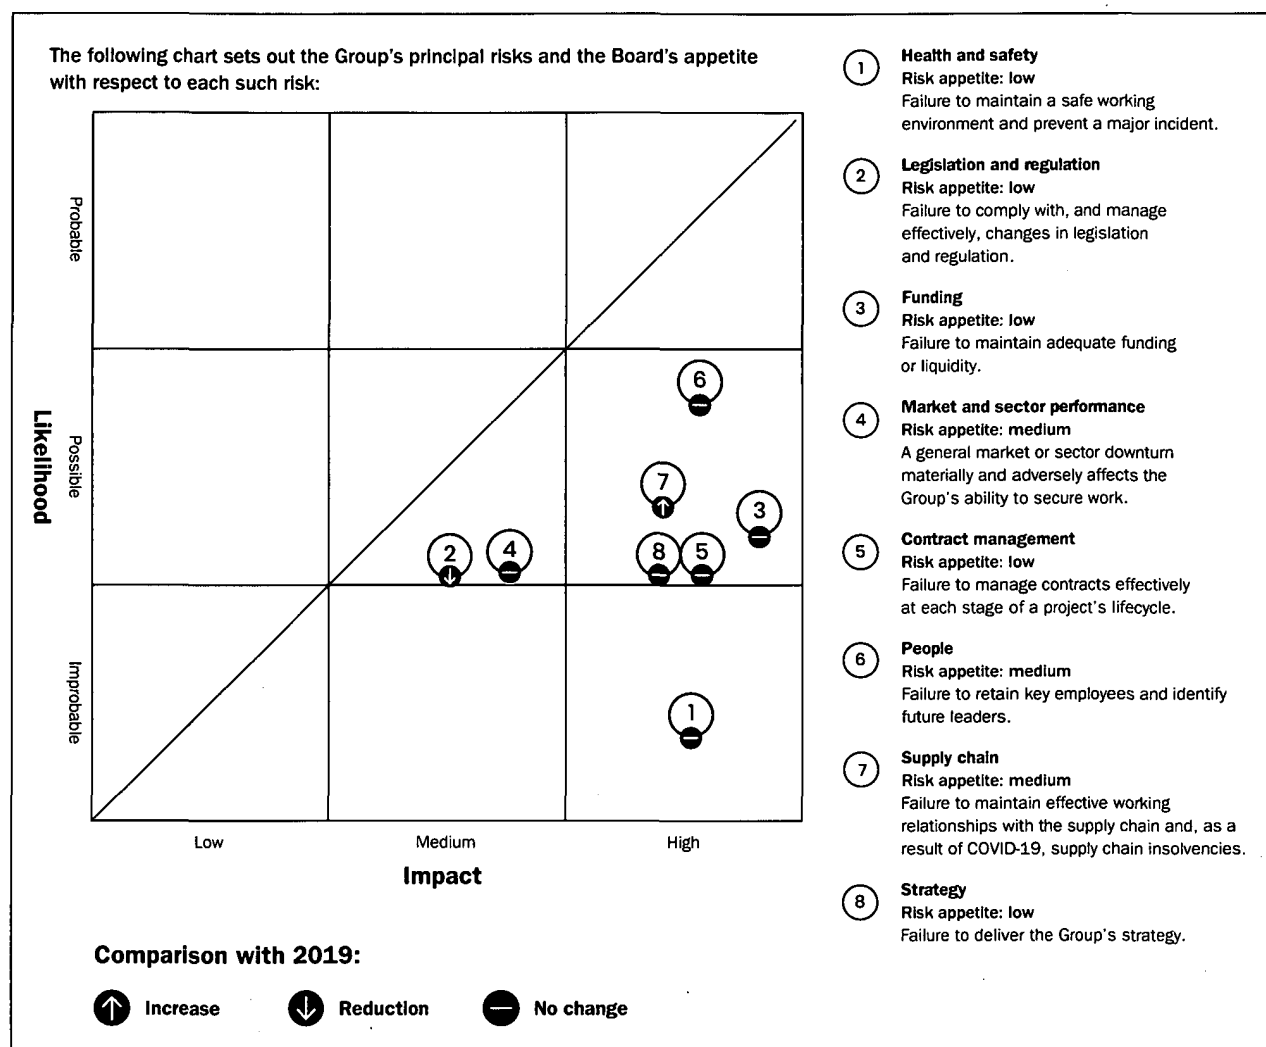 The following chart sets out the Group's principal risks and the Board's appetite
with respect to each such risk:
Likelihood
Probable
Possible
Improbable
6
7
3
2
4
8
5
1
Low
Medium
High
Impact
Comparison with 2019:
Increase
Reduction
No change
1
Health and safety
Risk appetite: low
Failure to maintain a safe working
environment and prevent a major incident.
2
Legislation and regulation
Risk appetite: low
Failure to comply with, and manage
effectively, changes in legislation
and regulation.
3
Funding
Risk appetite: low
Failure to maintain adequate funding
or liquidity.
4
Market and sector performance
Risk appetite: medium
A general market or sector downturn
materially and adversely affects the
Group's ability to secure work.
5
Contract management
Risk appetite: low
Failure to manage contracts effectively
at each stage of a project's lifecycle.
6
People
Risk appetite: medium
Failure to retain key employees and identify
future leaders.
7
Supply chain
Risk appetite: medium
Failure to maintain effective working
relationships with the supply chain and, as a
result of COVID-19, supply chain insolvencies.
8
Strategy
Risk appetite: low
Failure to deliver the Group's strategy.